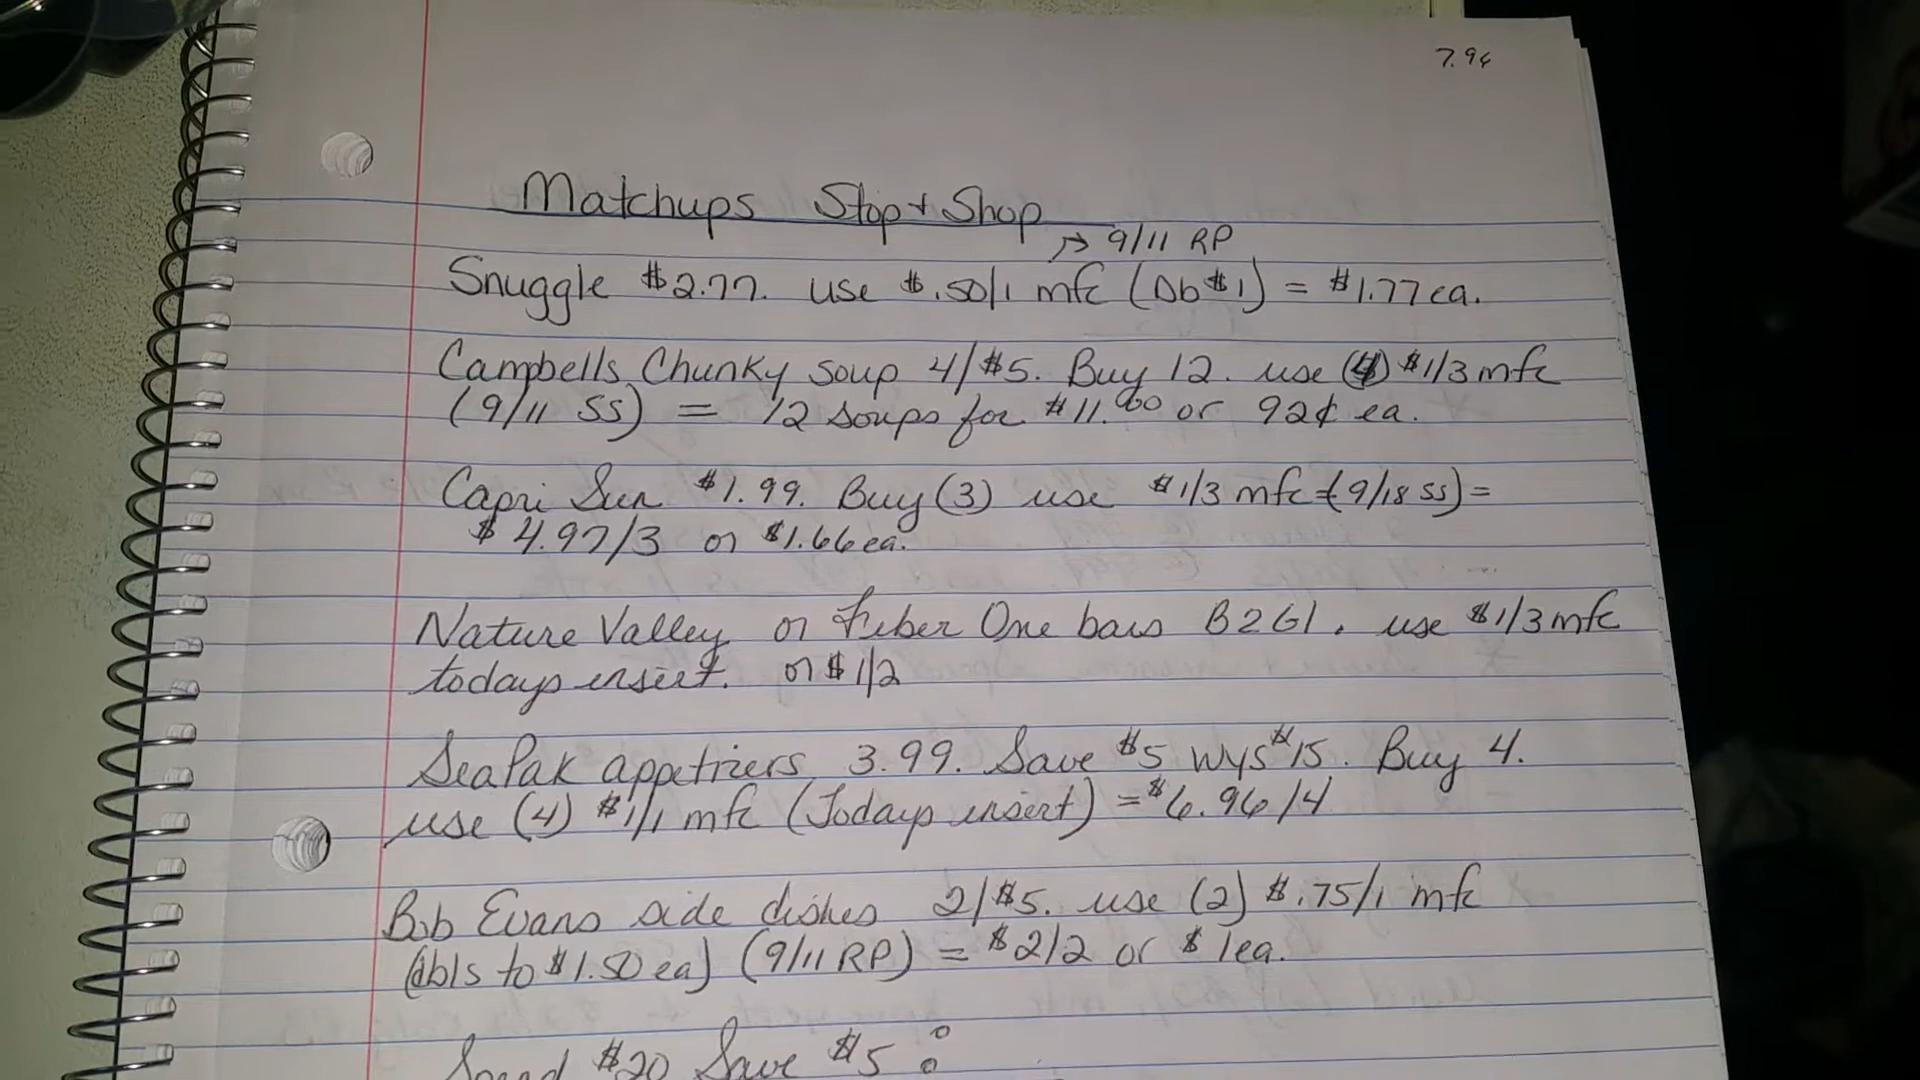 7.96
Matchups Stop + Shop
→ 9/11 RP
Snuggle $2.77. use $.50/1 mfc (Db $1) = $1.77 ea.
Campbells Chunky soup 4/$5. Buy 12. use (4) $1/3 mfc
(9/11 SS) = 12 soups for $11.00 or 92¢ ea.
Capri Sun $1.99. Buy (3) use $1/3 mfc (9/18 SS) =
$4.97/3 or $1.66 ea.
Nature Valley or Fiber One bars B2G1. use $1/3 mfc
todays insert. or $1/2
SeaPak appetizers 3.99. Save $5 wys $15. Buy 4.
use (4) $1/1 mfc (Todays insert) = $6.96/4
Bob Evans side dishes 2/$5. use (2) $.75/1 mfc
(dbls to $1.50 ea) (9/11 RP) = $2/2 or $1 ea.
Spend $20 Save $5 :